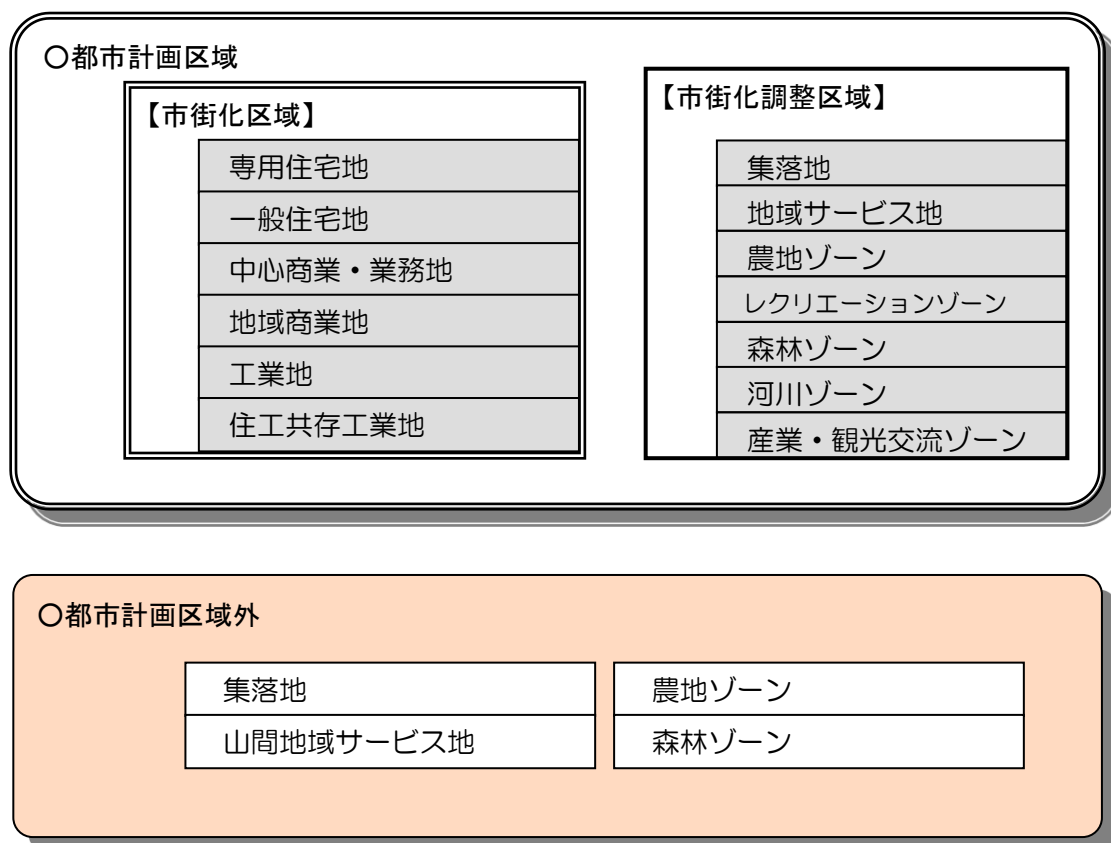 〇都市計画区域
【市街化区域】
専用住宅地
一般住宅地
中心商業・業務地
地域商業地
工業地
住工共存工業地
【市街化調整区域】
集落地
地域サービス地
農地ゾーン
レクリエーションゾーン
森林ゾーン
河川ゾーン
産業・観光交流ゾーン
〇都市計画区域外
集落地
山間地域サービス地
農地ゾーン
森林ゾーン